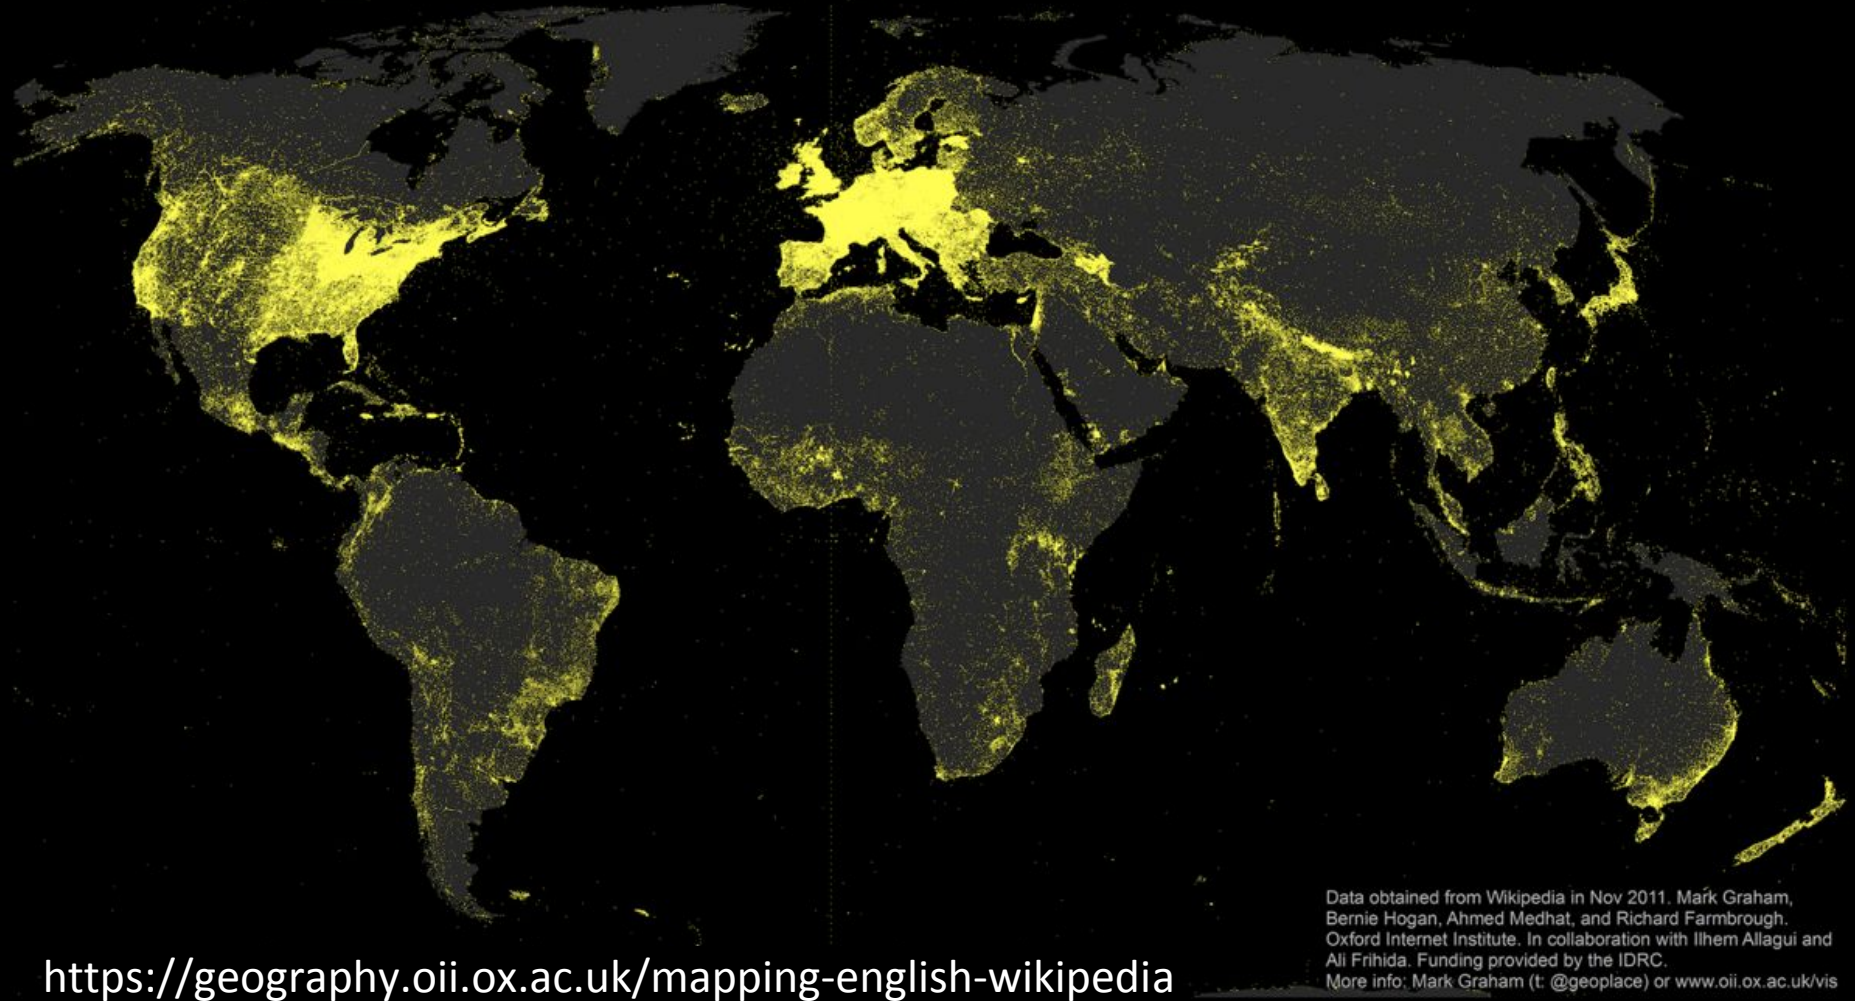 Data obtained from Wikipedia in Nov 2011. Mark Graham,
Bernie Hogan, Ahmed Medhat, and Richard Farmbrough.
Oxford Internet Institute. In collaboration with Ilhem Allagui and
Ali Frihida. Funding provided by the IDRC.
More info: Mark Graham (t: @geoplace) or www.oii.ox.ac.uk/vis
https://geography.oii.ox.ac.uk/mapping-english-wikipedia